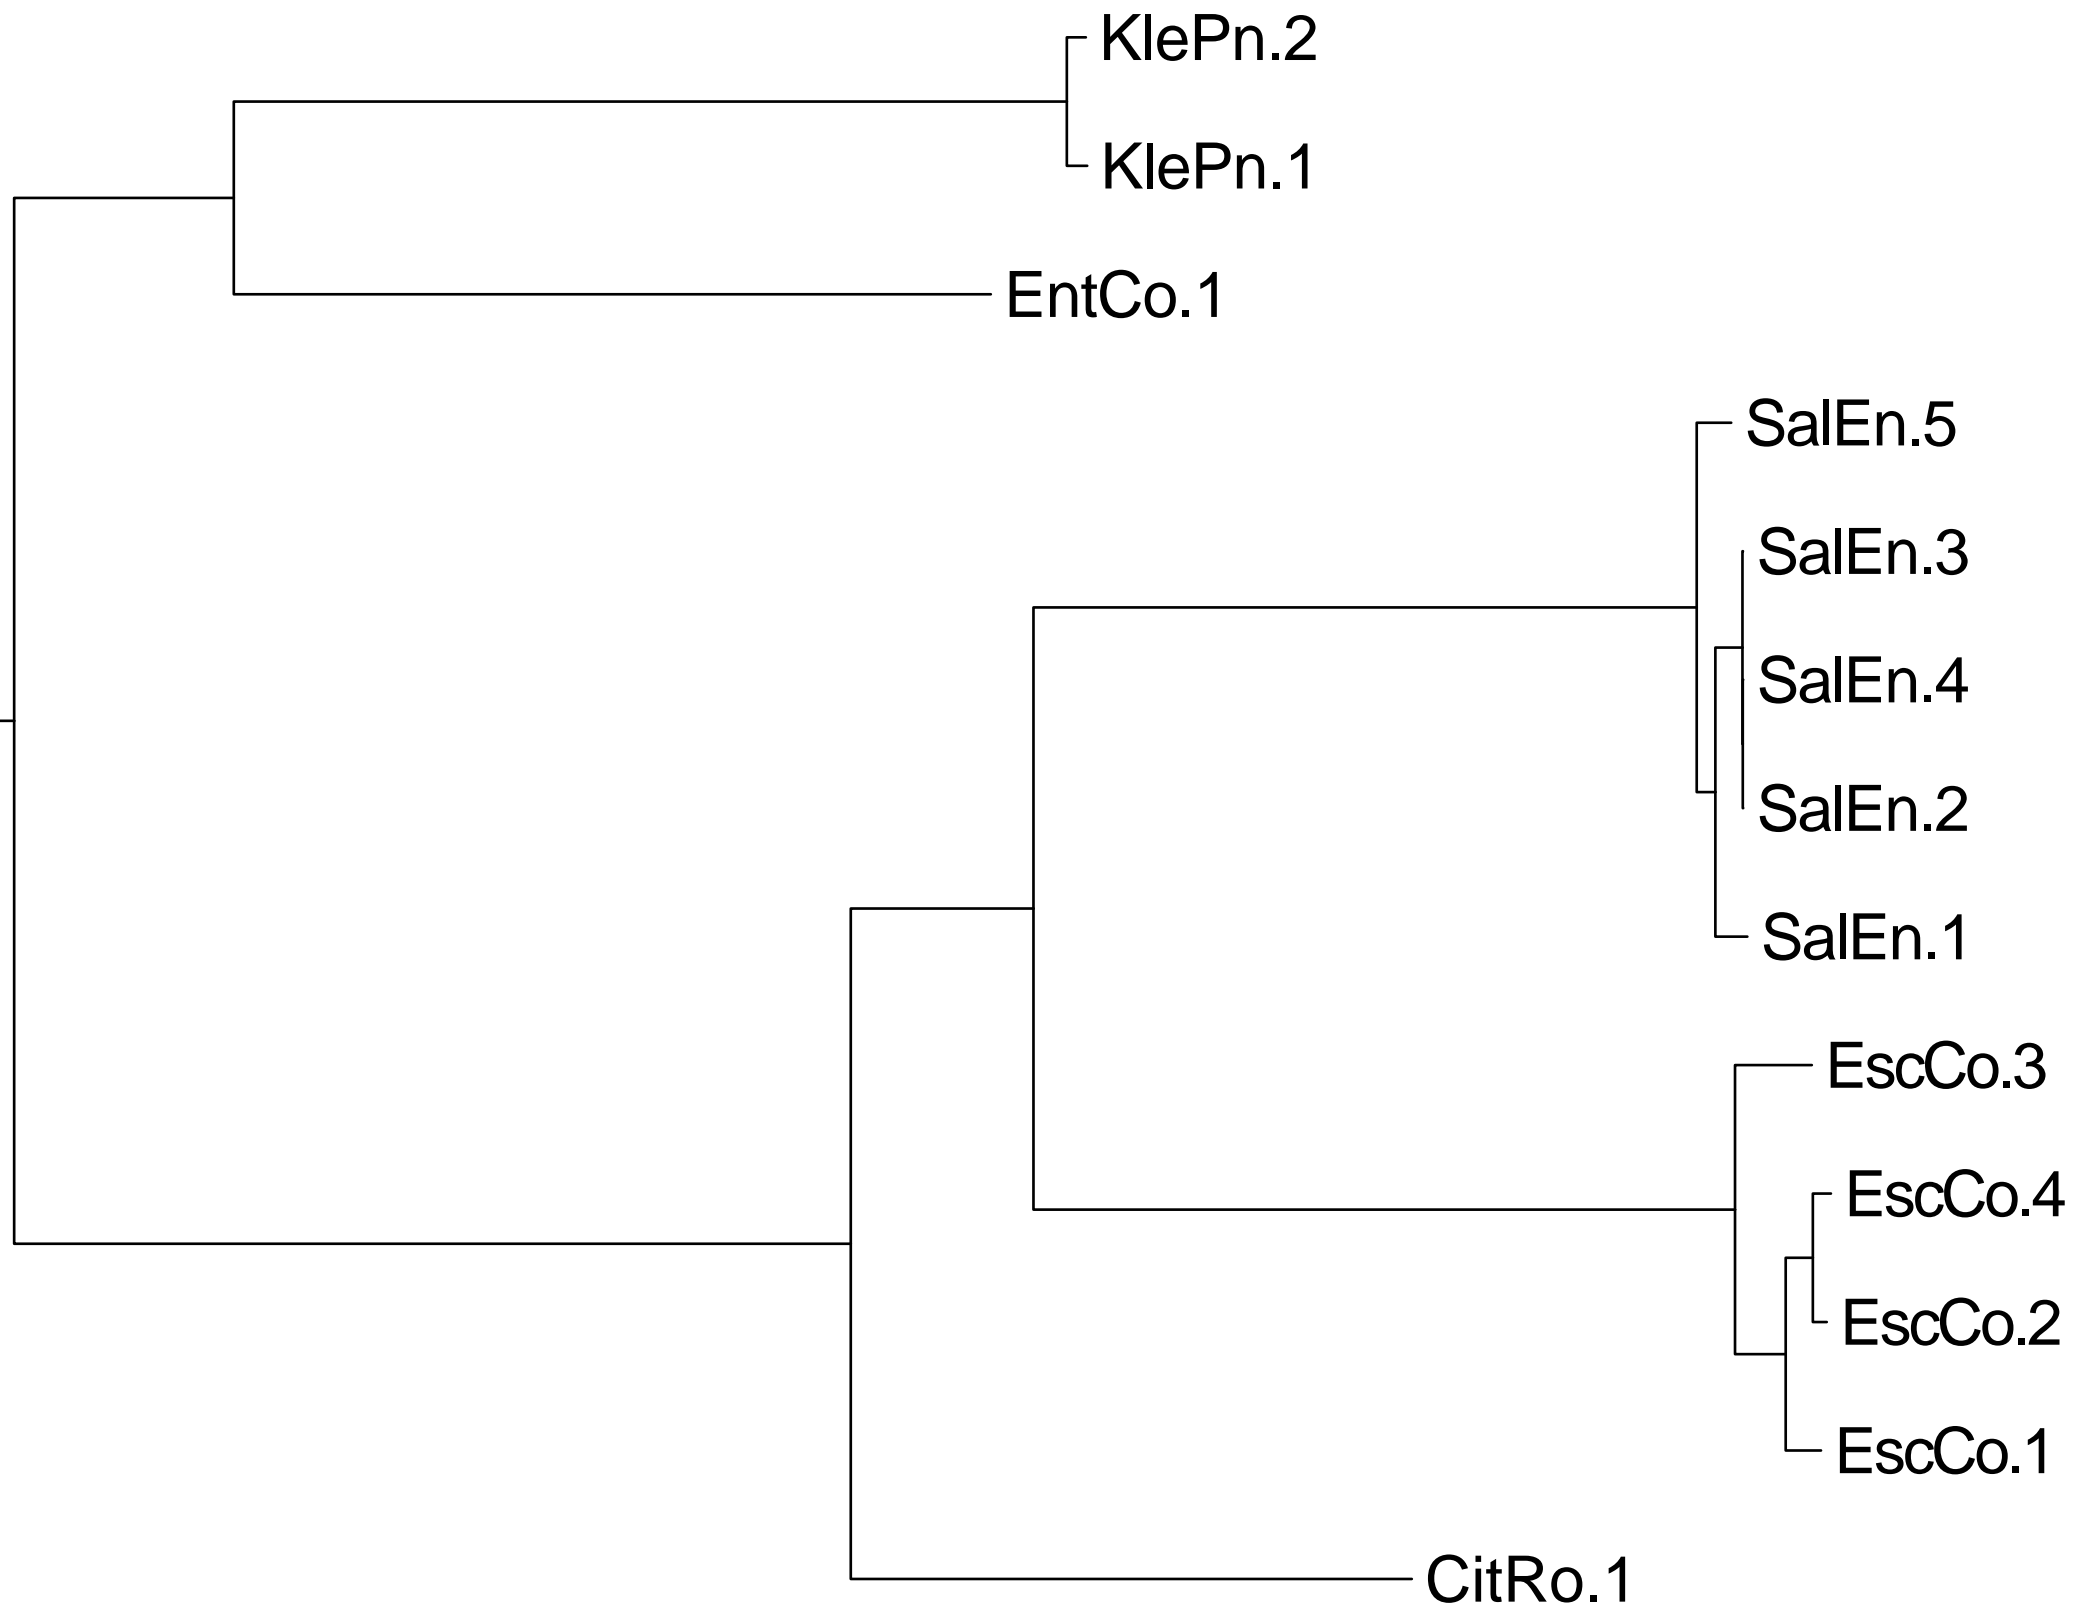 KlePn.2
KlePn.1
EntCo.1
SalEn.5
SalEn.3
SalEn.4
SalEn.2
SalEn.1
EscCo.3
EscCo.4
EscCo.2
EscCo.1
CitRo.1